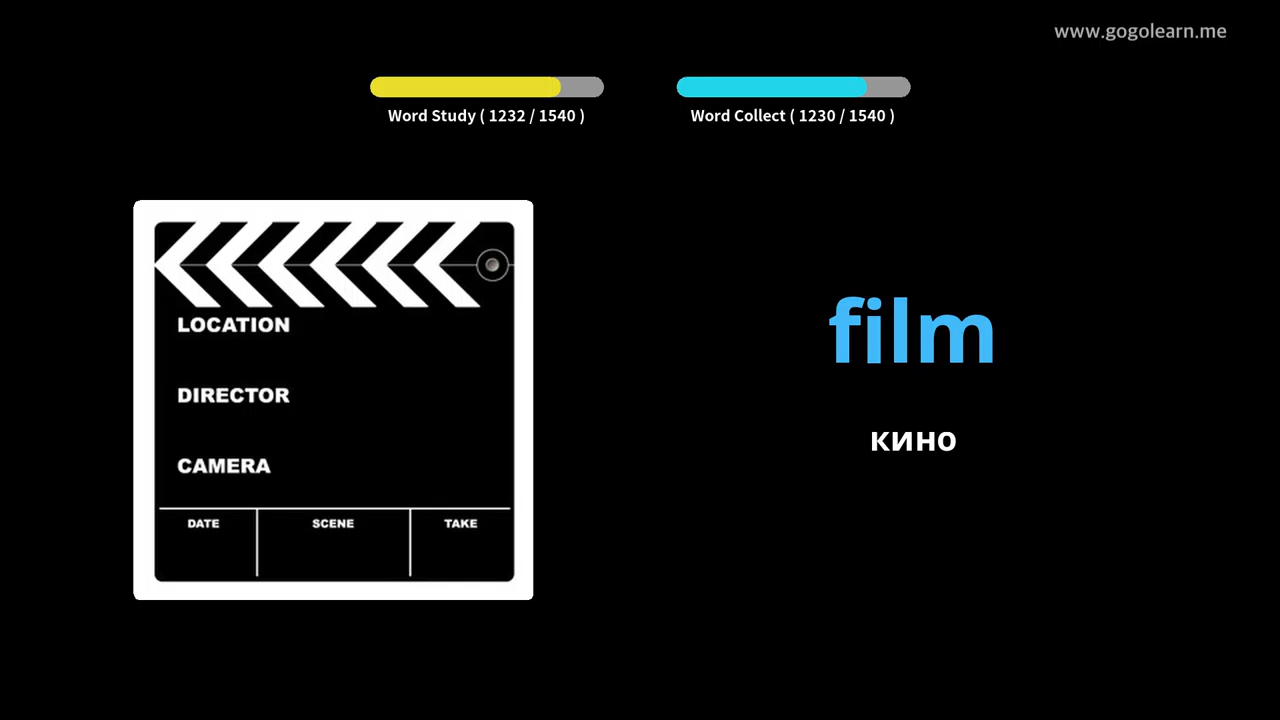 www.gogolearn.me
Word Study ( 1232 / 1540 )
Word Collect ( 1230 / 1540 )
LOCATION
DIRECTOR
CAMERA
DATE
SCENE
TAKE
film
кино